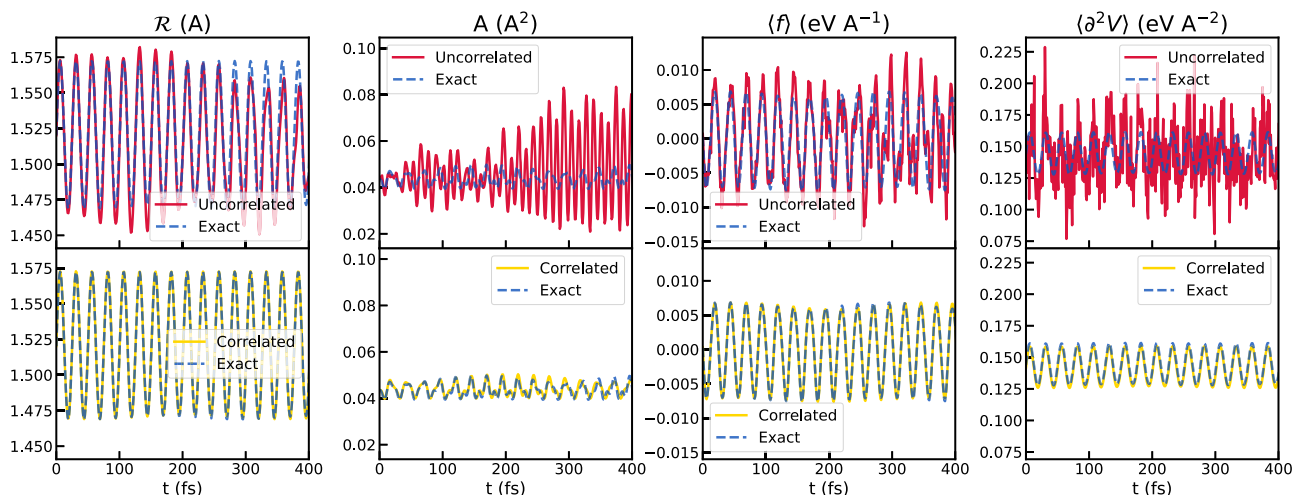 𝓡 (A)
A (A²)
⟨f⟩ (eV A⁻¹)
⟨∂²V⟩ (eV A⁻²)
1.575
1.550
1.525
1.500
1.475
1.450
Uncorrelated
Exact
0.10
0.08
0.06
0.04
0.02
Uncorrelated
Exact
0.010
0.005
0.000
−0.005
−0.010
−0.015
Uncorrelated
Exact
0.225
0.200
0.175
0.150
0.125
0.100
0.075
Uncorrelated
Exact
1.575
1.550
1.525
1.500
1.475
1.450
Correlated
Exact
0 100 200 300 400
t (fs)
0.10
0.08
0.06
0.04
0.02
Correlated
Exact
0 100 200 300 400
t (fs)
0.010
0.005
0.000
−0.005
−0.010
−0.015
Correlated
Exact
0 100 200 300 400
t (fs)
0.225
0.200
0.175
0.150
0.125
0.100
0.075
Correlated
Exact
0 100 200 300 400
t (fs)